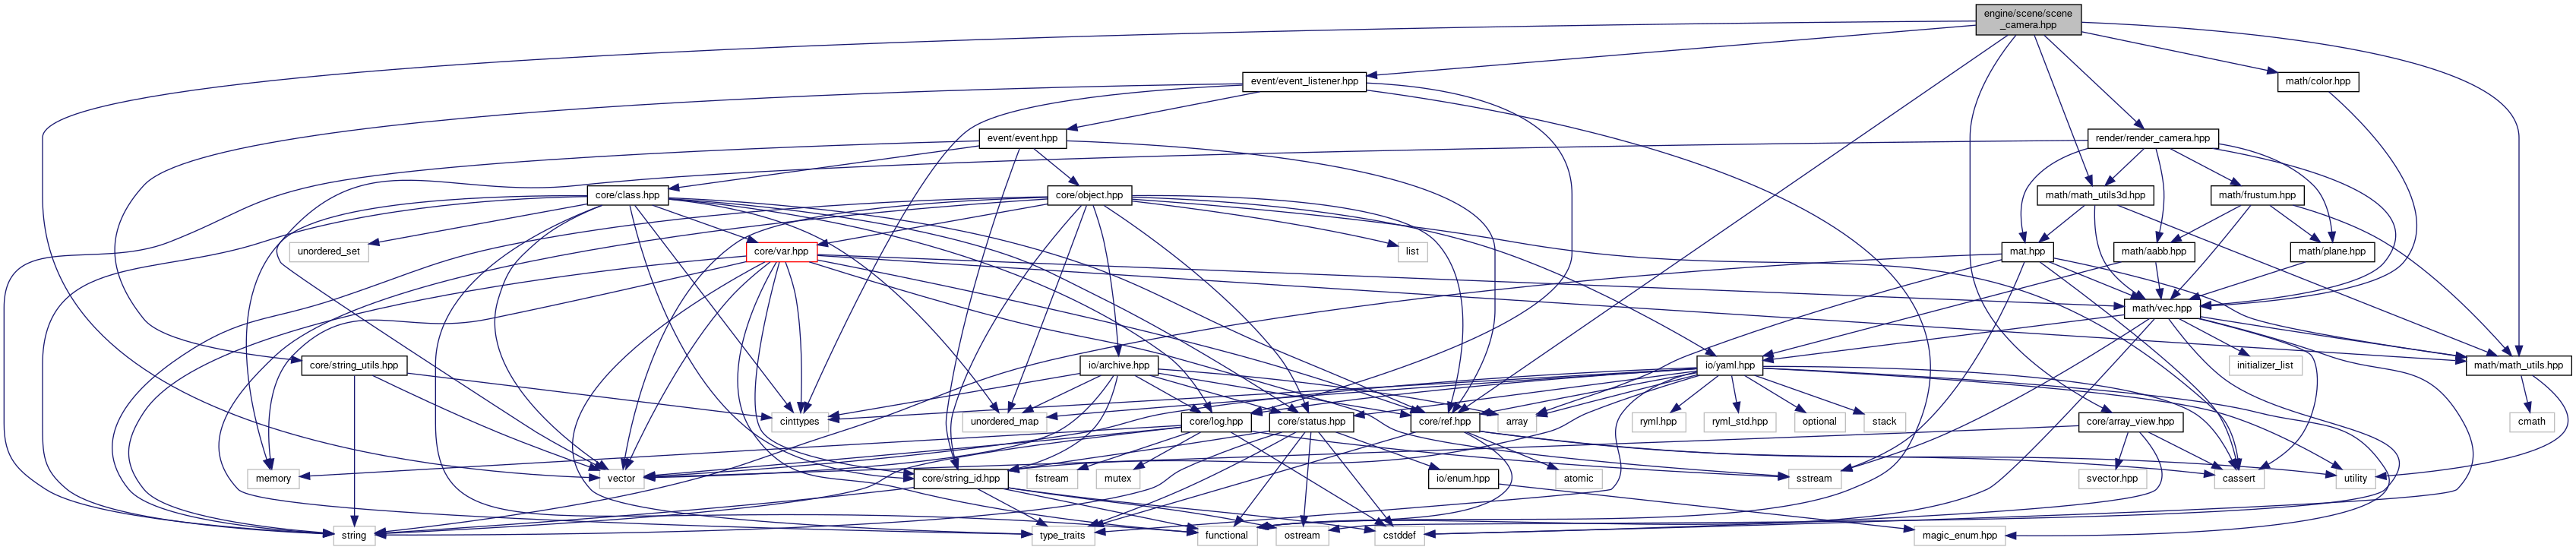 engine/scene/scene
_camera.hpp
event/event_listener.hpp
math/color.hpp
event/event.hpp
render/render_camera.hpp
core/class.hpp
core/object.hpp
math/math_utils3d.hpp
math/frustum.hpp
unordered_set
core/var.hpp
list
mat.hpp
math/aabb.hpp
math/plane.hpp
math/vec.hpp
core/string_utils.hpp
io/archive.hpp
io/yaml.hpp
initializer_list
math/math_utils.hpp
cinttypes
unordered_map
core/log.hpp
core/status.hpp
core/ref.hpp
array
ryml.hpp
ryml_std.hpp
optional
stack
core/array_view.hpp
cmath
memory
vector
core/string_id.hpp
fstream
mutex
io/enum.hpp
atomic
sstream
svector.hpp
cassert
utility
string
type_traits
functional
ostream
cstddef
magic_enum.hpp